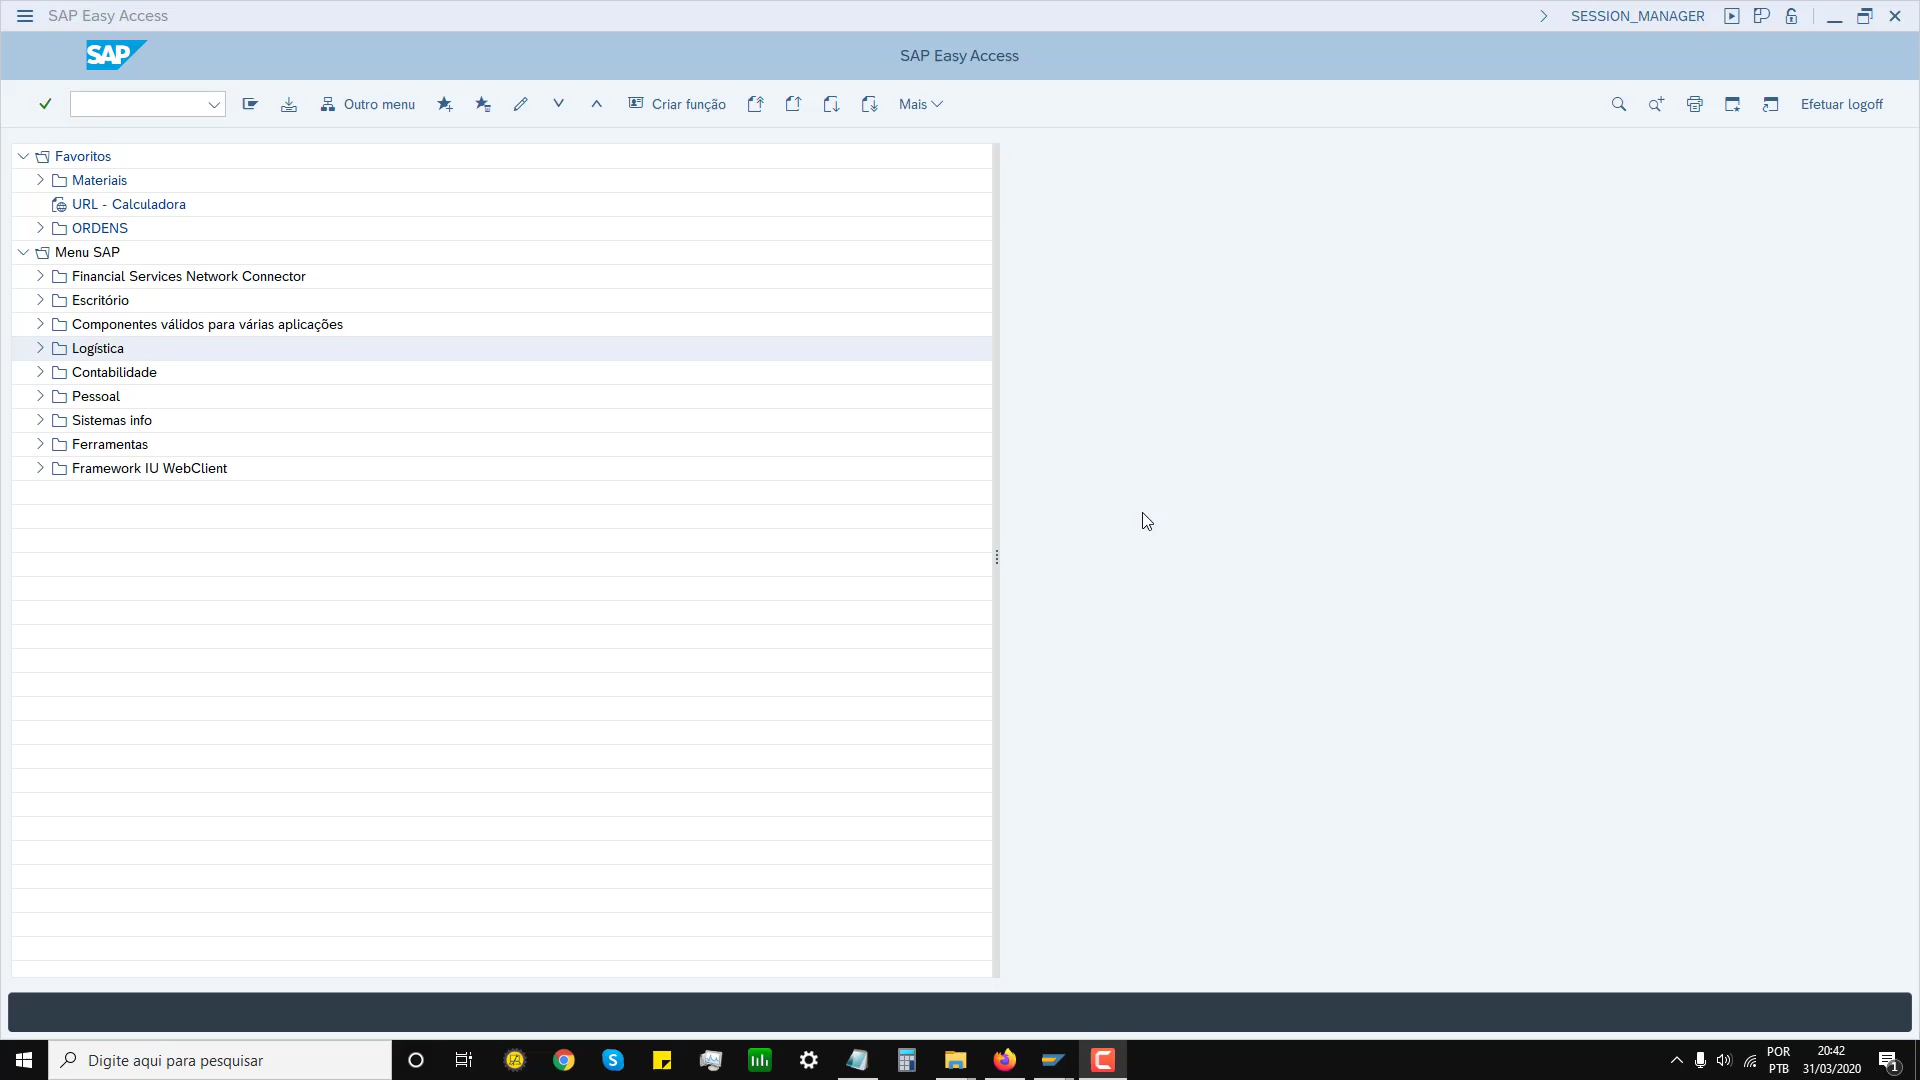 SAP Easy Access
SESSION_MANAGER
SAP
SAP Easy Access
Outro menu
Criar função
Mais
Efetuar logoff
Favoritos
Materiais
URL - Calculadora
ORDENS
Menu SAP
Financial Services Network Connector
Escritório
Componentes válidos para várias aplicações
Logística
Contabilidade
Pessoal
Sistemas info
Ferramentas
Framework IU WebClient
Digite aqui para pesquisar
POR
PTB
20:42
31/03/2020
1